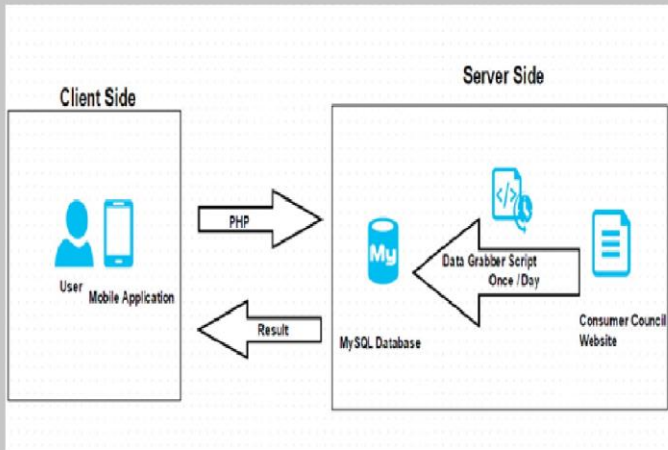 Client Side
User
Mobile Application
PHP
Result
Server Side
My
MySQL Database
</>
Data Grabber Script
Once /Day
Consumer Council
Website